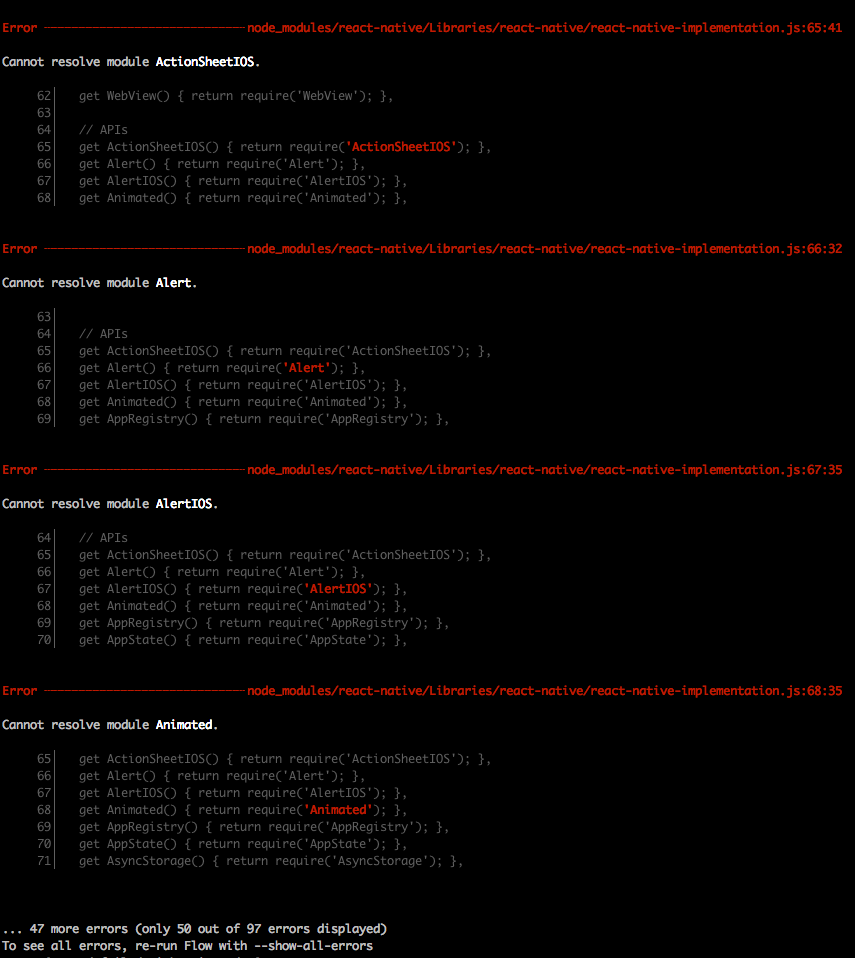 Error ───────────────────────────── node_modules/react-native/Libraries/react-native/react-native-implementation.js:65:41
Cannot resolve module ActionSheetIOS.
62│   get WebView() { return require('WebView'); },
63│
64│   // APIs
65│   get ActionSheetIOS() { return require('ActionSheetIOS'); },
66│   get Alert() { return require('Alert'); },
67│   get AlertIOS() { return require('AlertIOS'); },
68│   get Animated() { return require('Animated'); },
Error ───────────────────────────── node_modules/react-native/Libraries/react-native/react-native-implementation.js:66:32
Cannot resolve module Alert.
63│
64│   // APIs
65│   get ActionSheetIOS() { return require('ActionSheetIOS'); },
66│   get Alert() { return require('Alert'); },
67│   get AlertIOS() { return require('AlertIOS'); },
68│   get Animated() { return require('Animated'); },
69│   get AppRegistry() { return require('AppRegistry'); },
Error ───────────────────────────── node_modules/react-native/Libraries/react-native/react-native-implementation.js:67:35
Cannot resolve module AlertIOS.
64│   // APIs
65│   get ActionSheetIOS() { return require('ActionSheetIOS'); },
66│   get Alert() { return require('Alert'); },
67│   get AlertIOS() { return require('AlertIOS'); },
68│   get Animated() { return require('Animated'); },
69│   get AppRegistry() { return require('AppRegistry'); },
70│   get AppState() { return require('AppState'); },
Error ───────────────────────────── node_modules/react-native/Libraries/react-native/react-native-implementation.js:68:35
Cannot resolve module Animated.
65│   get ActionSheetIOS() { return require('ActionSheetIOS'); },
66│   get Alert() { return require('Alert'); },
67│   get AlertIOS() { return require('AlertIOS'); },
68│   get Animated() { return require('Animated'); },
69│   get AppRegistry() { return require('AppRegistry'); },
70│   get AppState() { return require('AppState'); },
71│   get AsyncStorage() { return require('AsyncStorage'); },
... 47 more errors (only 50 out of 97 errors displayed)
To see all errors, re-run Flow with --show-all-errors